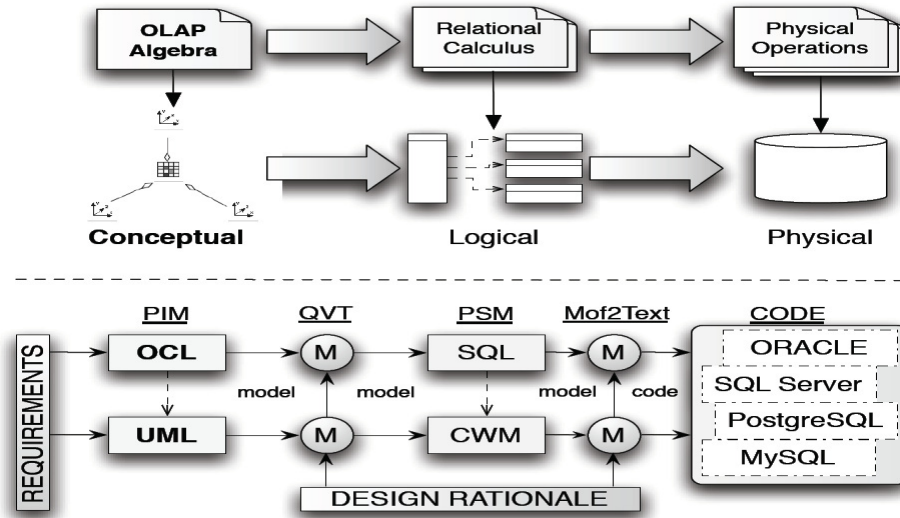 OLAP
Algebra
Relational
Calculus
Physical
Operations
Conceptual
Logical
Physical
PIM
QVT
PSM
Mof2Text
CODE
REQUIREMENTS
OCL
M
SQL
M
ORACLE
SQL Server
model
model
model
code
PostgreSQL
UML
M
CWM
M
MySQL
DESIGN RATIONALE